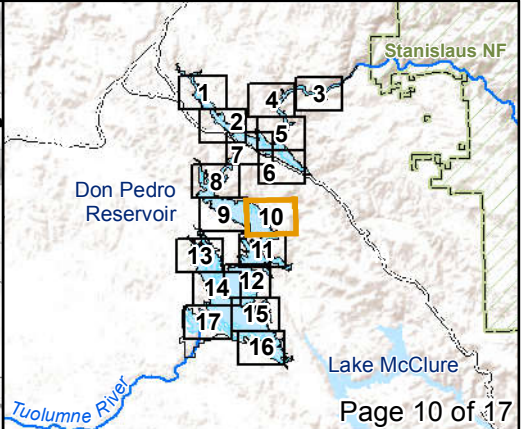 Stanislaus NF
1
4
3
2
5
7
6
8
Don Pedro
Reservoir
9
10
11
13
12
14
15
17
16
Lake McClure
Tuolumne River
Page 10 of 17